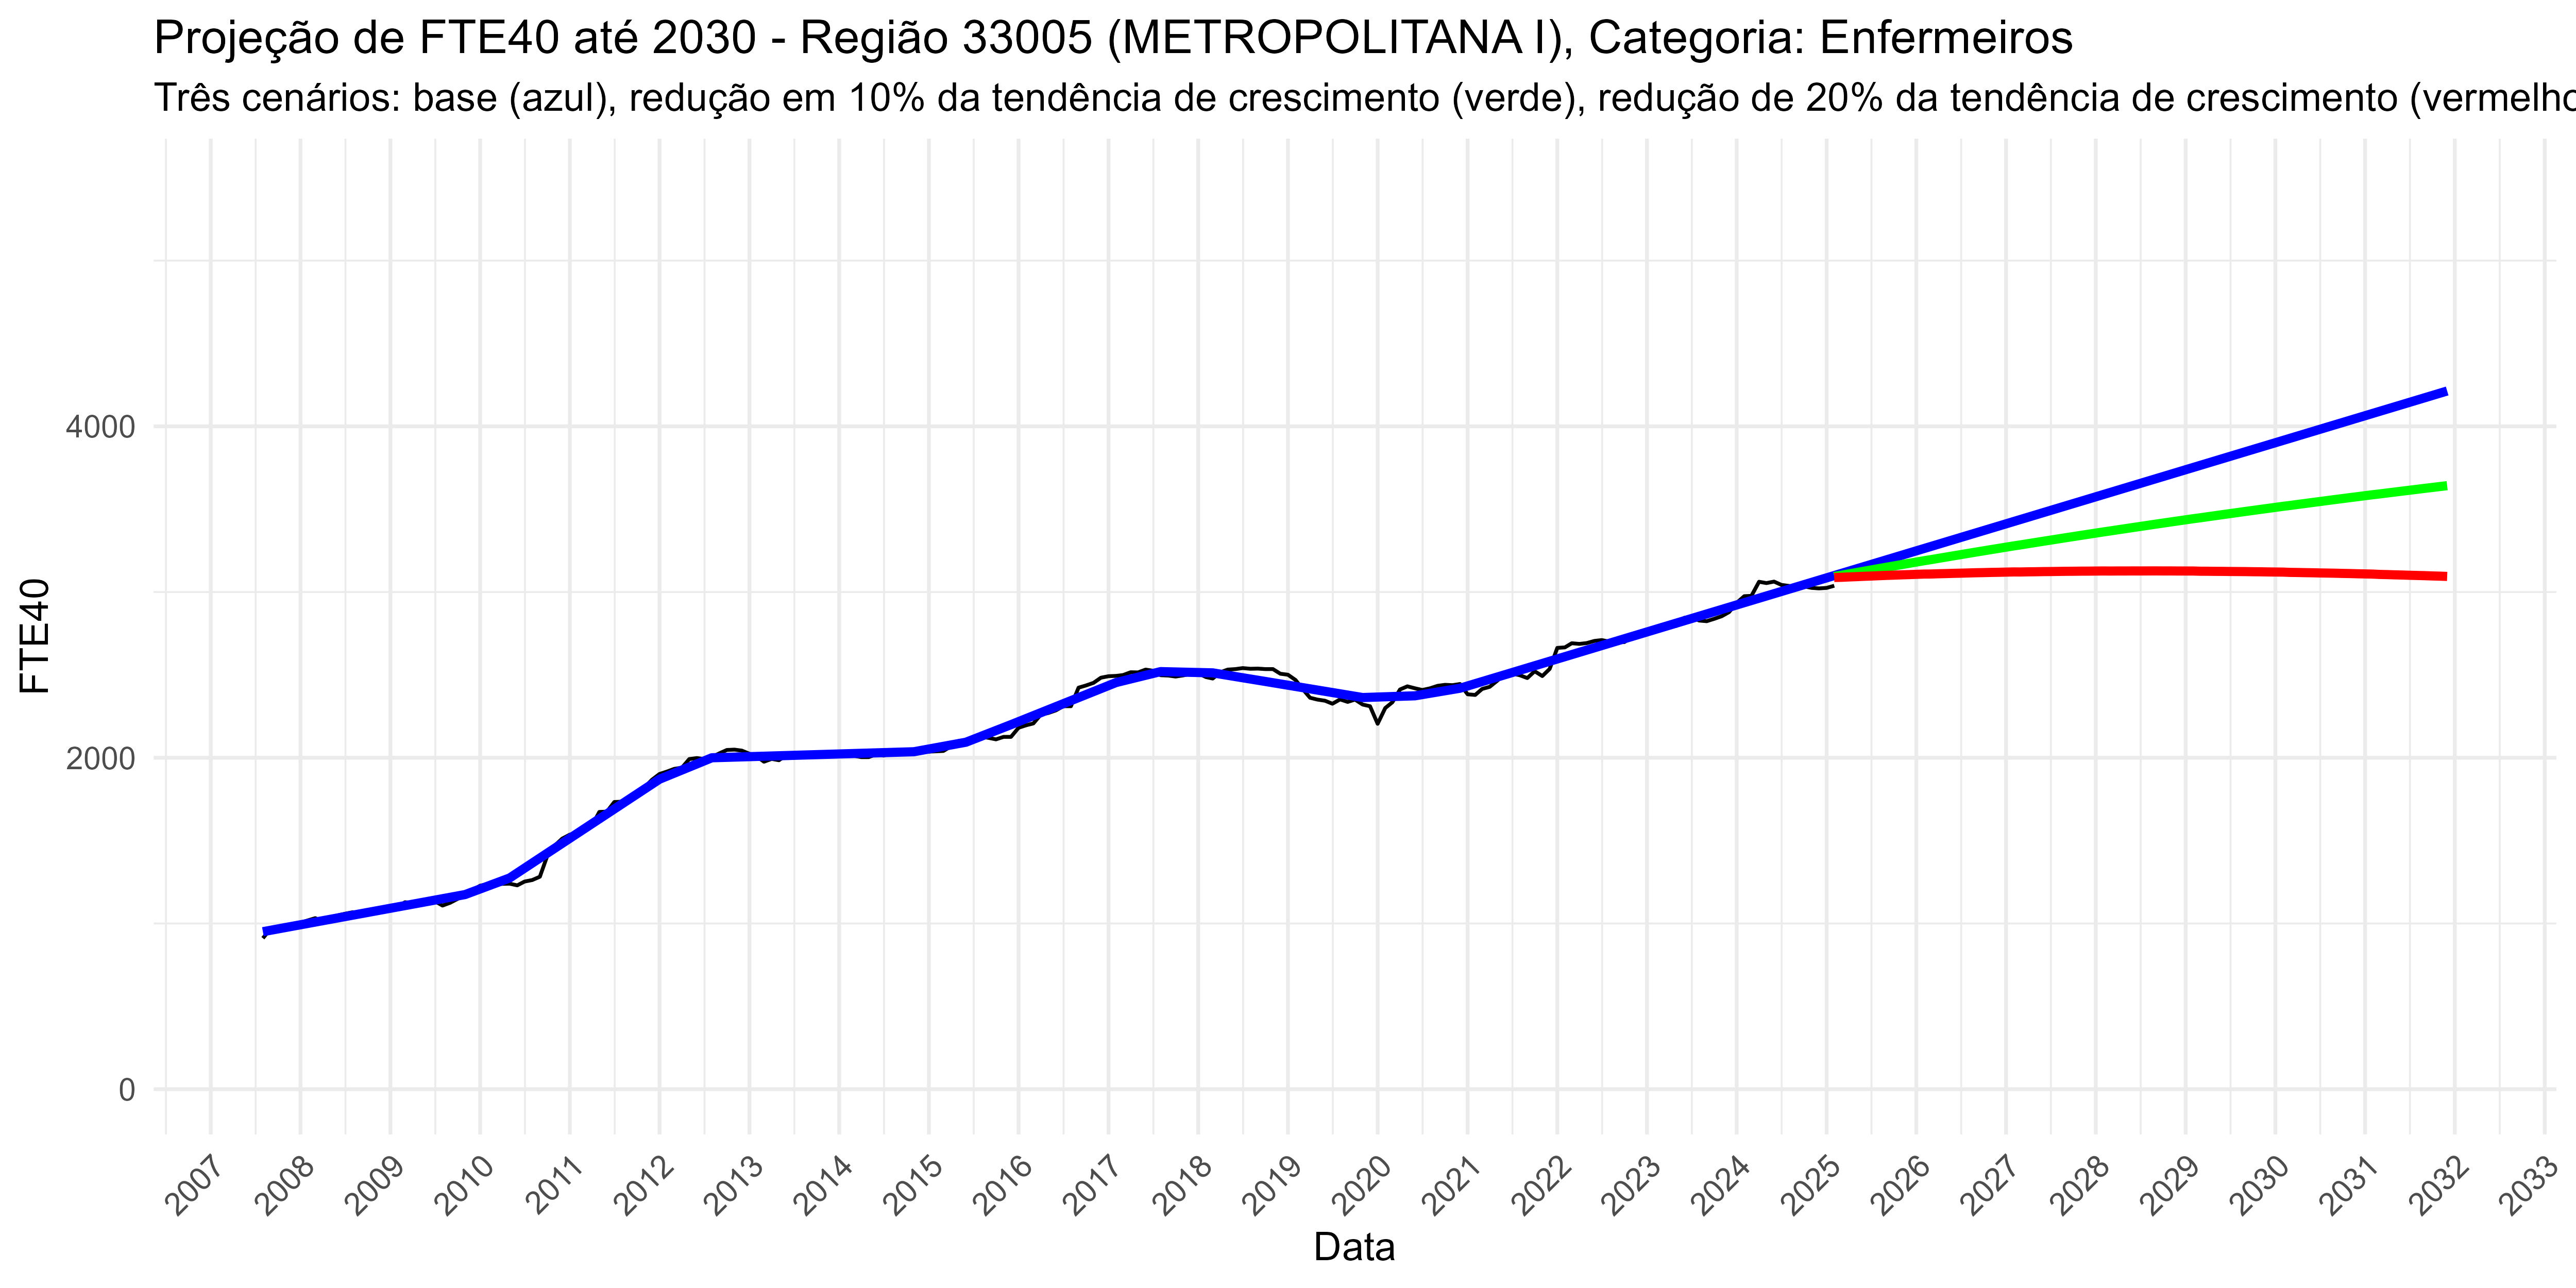 Projeção de FTE40 até 2030 - Região 33005 (METROPOLITANA I), Categoria: Enfermeiros
Três cenários: base (azul), redução em 10% da tendência de crescimento (verde), redução de 20% da tendência de crescimento (vermelho
FTE40
4000
2000
0
2007 2008 2009 2010 2011 2012 2013 2014 2015 2016 2017 2018 2019 2020 2021 2022 2023 2024 2025 2026 2027 2028 2029 2030 2031 2032 2033
Data